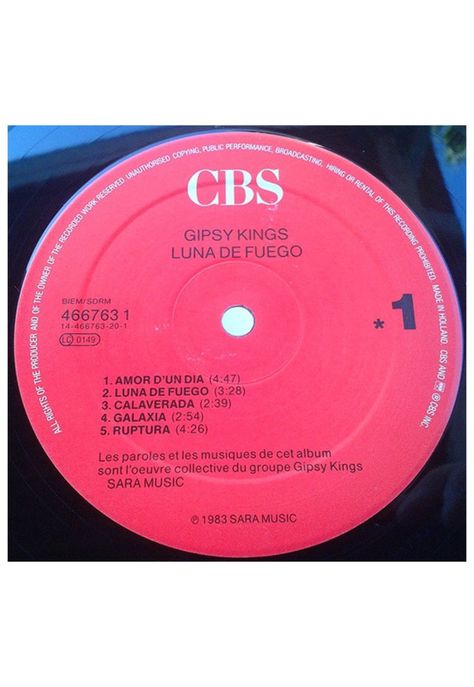 ALL RIGHTS OF THE PRODUCER AND OF THE OWNER OF THE RECORDED WORK RESERVED. UNAUTHORISED COPYING, PUBLIC PERFORMANCE, BROADCASTING, HIRING OR RENTAL OF THIS RECORDING PROHIBITED. MADE IN HOLLAND CBS AND ® CBS INC
CBS
GIPSY KINGS
LUNA DE FUEGO
BIEM/SDRM
466763 1
14-466763-20-1
LC 0149
* 1
1. AMOR D'UN DIA (4:47)
2. LUNA DE FUEGO (3:28)
3. CALAVERADA (2:39)
4. GALAXIA (2:54)
5. RUPTURA (4:26)
Les paroles et les musiques de cet album
sont l'oeuvre collective du groupe Gipsy Kings
SARA MUSIC
℗ 1983 SARA MUSIC